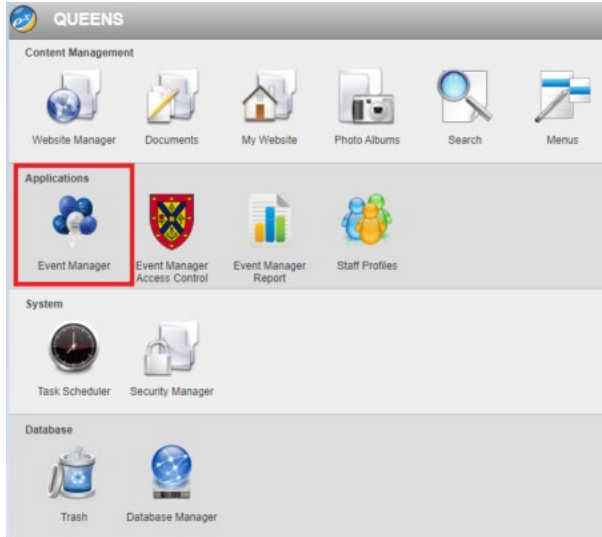 QUEENS
Content Management
Website Manager
Documents
My Website
Photo Albums
Search
Menus
Applications
Event Manager
Event Manager
Access Control
Event Manager
Report
Staff Profiles
System
Task Scheduler
Security Manager
Database
Trash
Database Manager